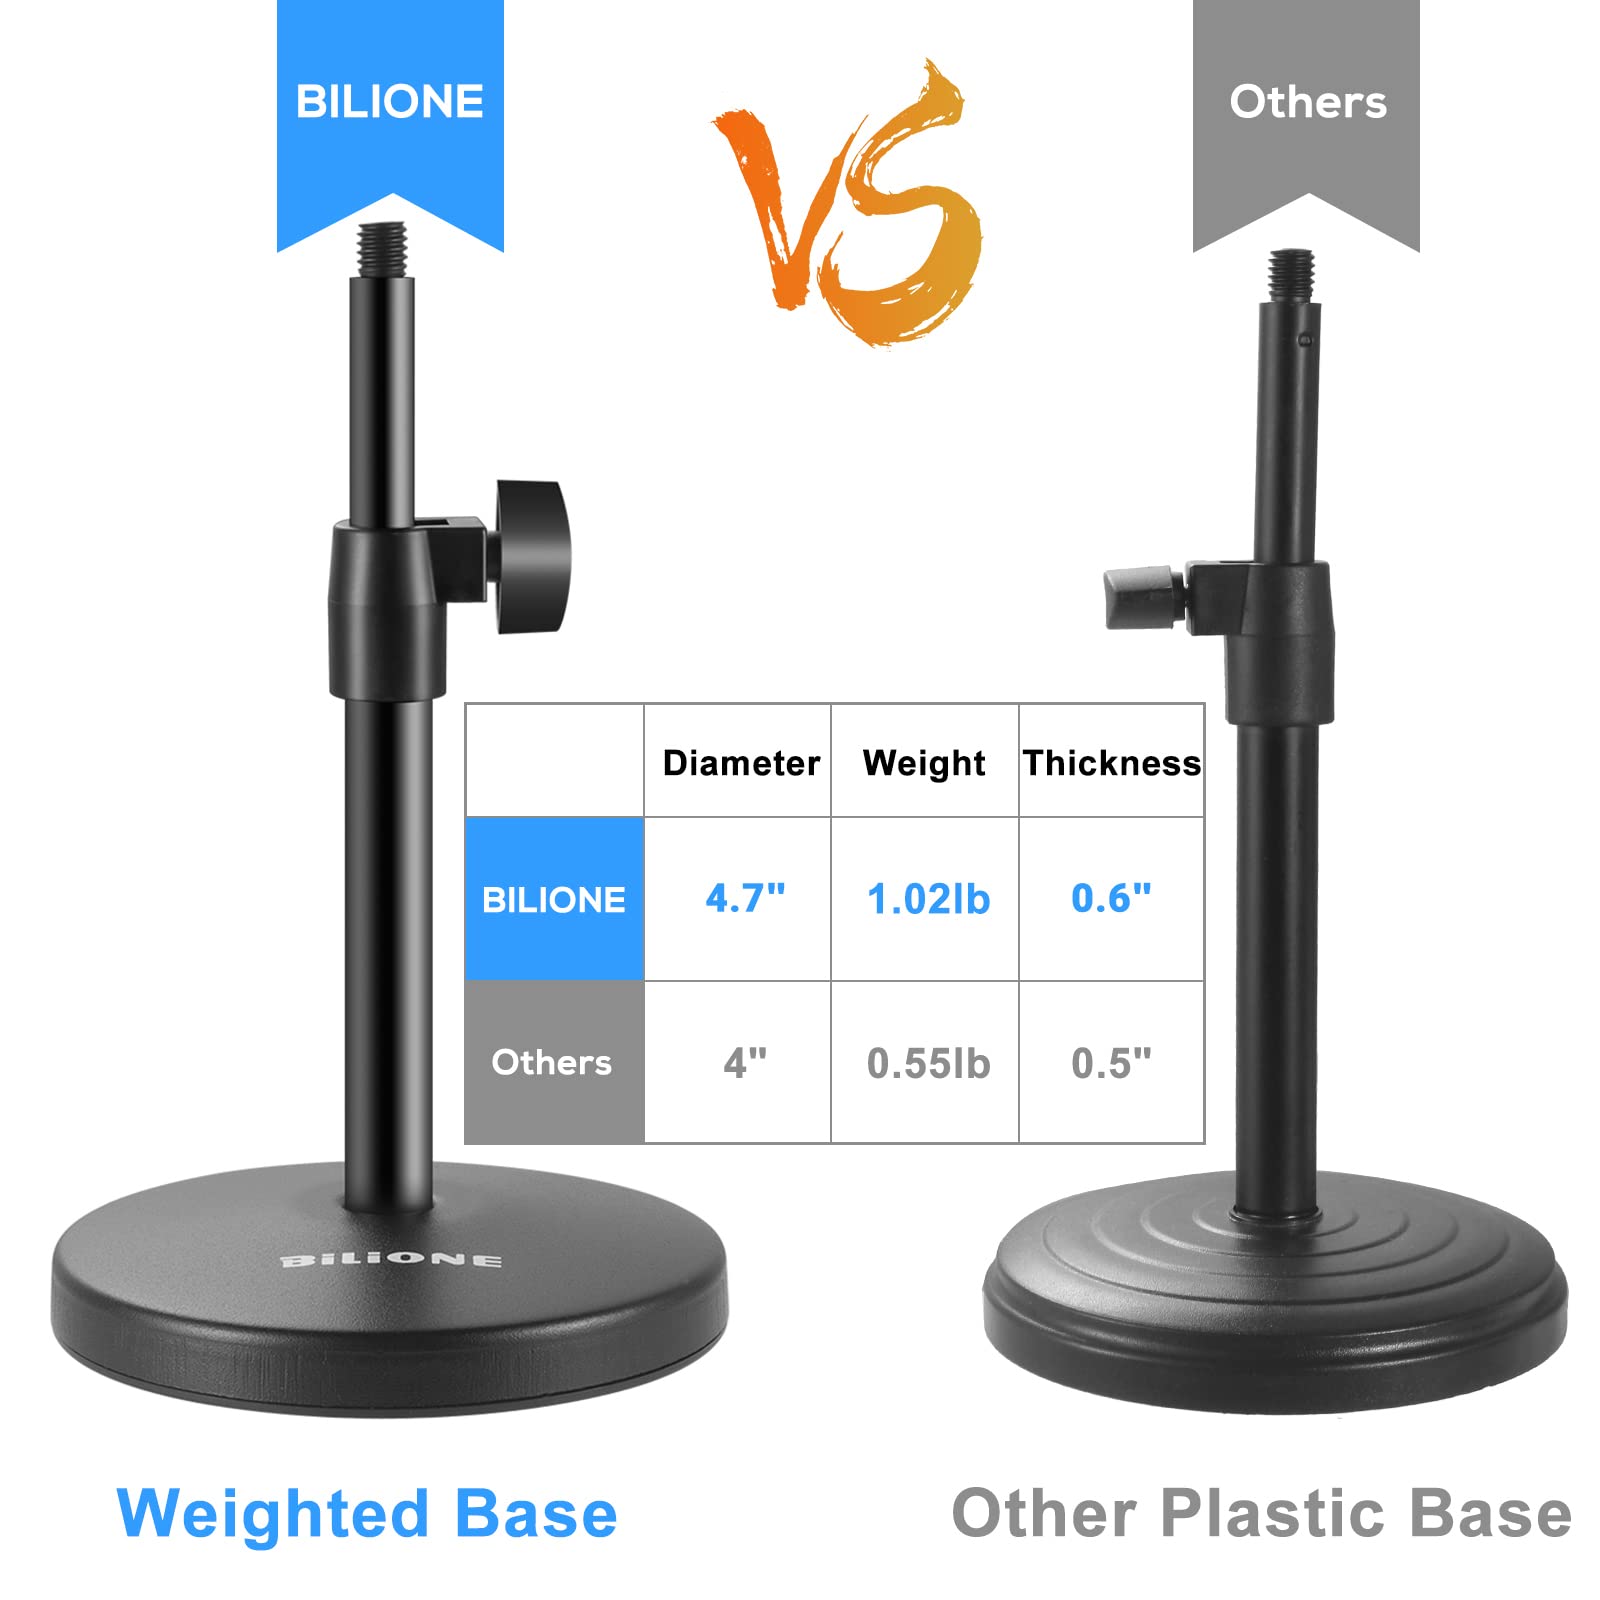 BILIONE
VS
Others
Diameter Weight Thickness
BILIONE 4.7" 1.02lb 0.6"
Others 4" 0.55lb 0.5"
BiLiONE
Weighted Base
Other Plastic Base